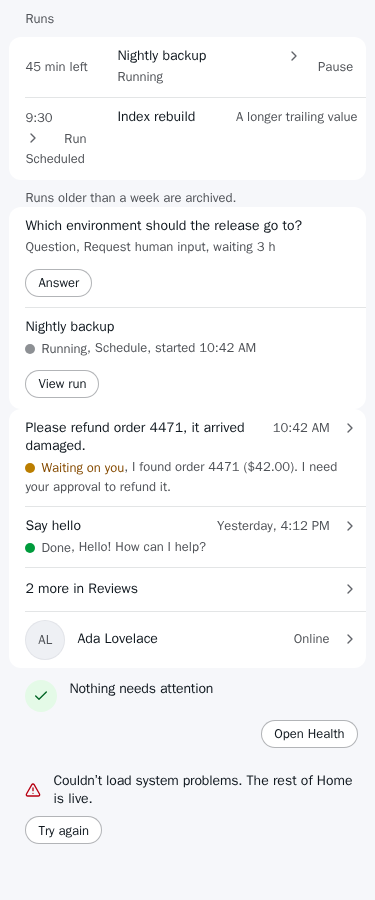 Runs
45 min left
Nightly backup
Running
Pause
9:30
Index rebuild
A longer trailing value
Run
Scheduled
Runs older than a week are archived.
Which environment should the release go to?
Question, Request human input, waiting 3 h
Answer
Nightly backup
Running, Schedule, started 10:42 AM
View run
Please refund order 4471, it arrived
damaged.
10:42 AM
Waiting on you, I found order 4471 ($42.00). I need
your approval to refund it.
Say hello
Yesterday, 4:12 PM
Done, Hello! How can I help?
2 more in Reviews
AL
Ada Lovelace
Online
Nothing needs attention
Open Health
Couldn’t load system problems. The rest of Home
is live.
Try again